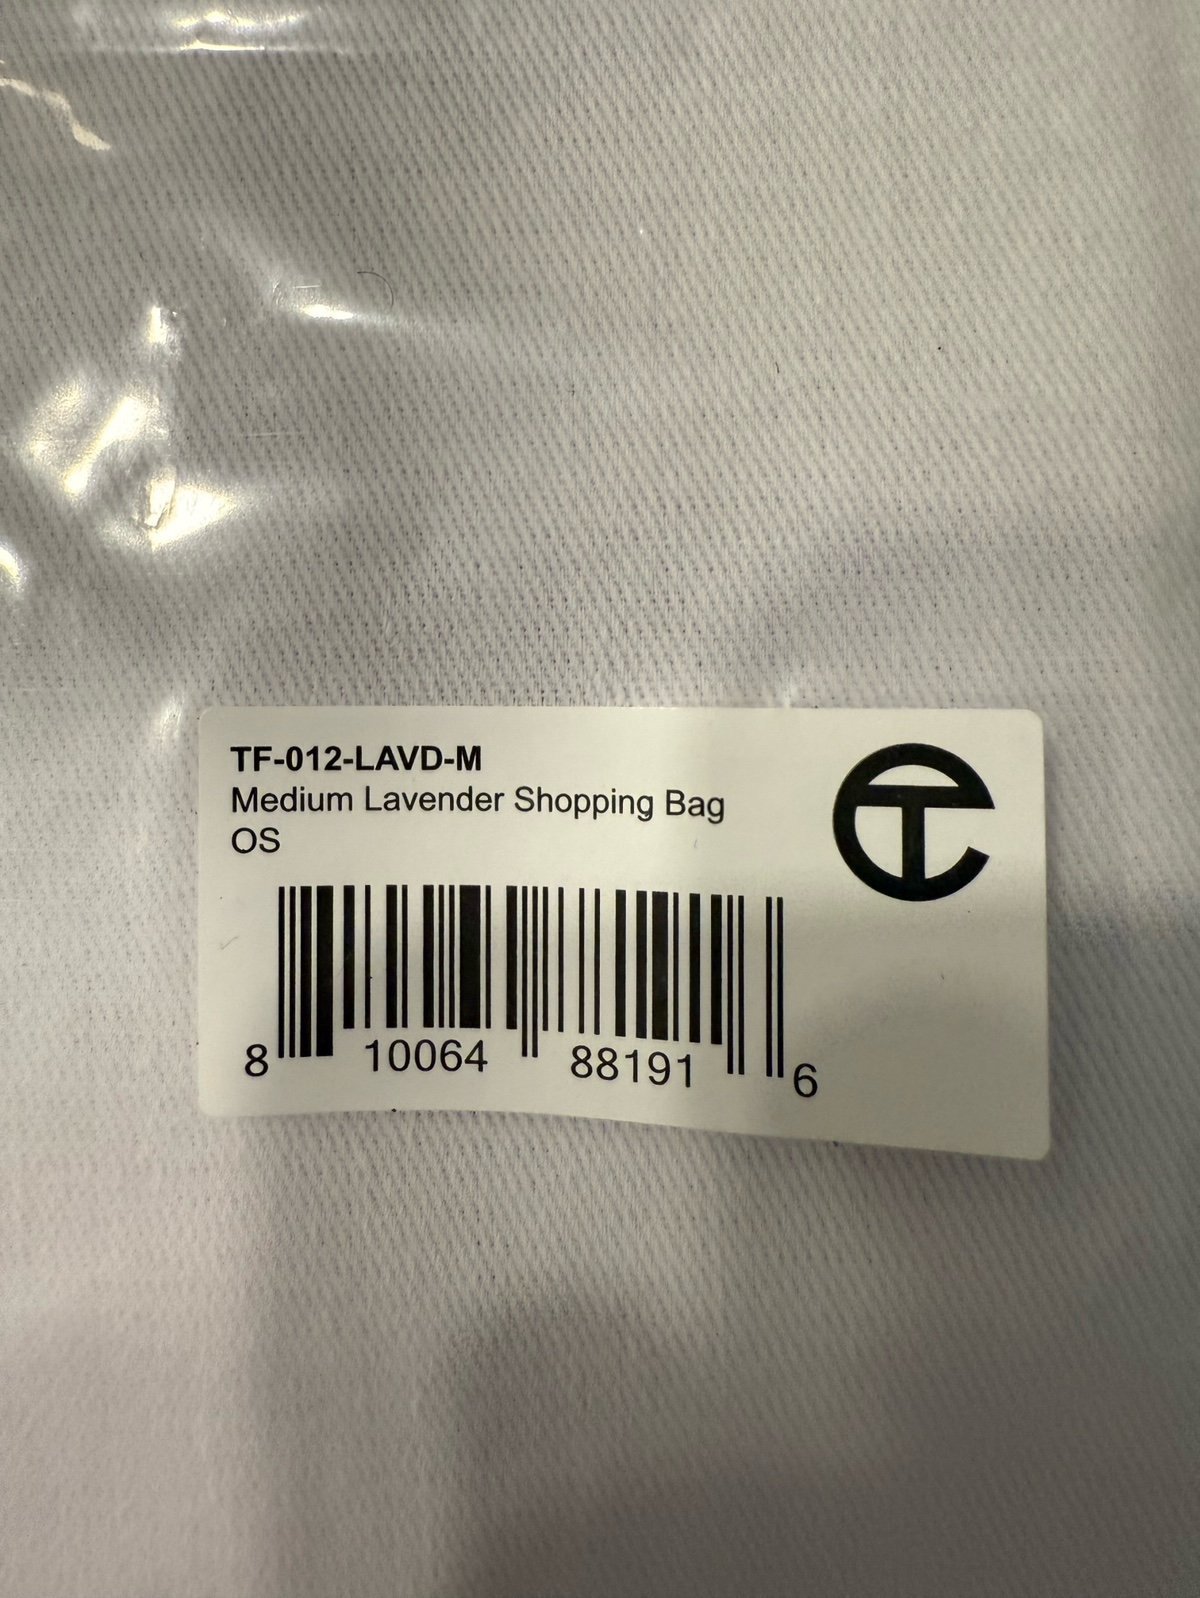 TF-012-LAVD-M
Medium Lavender Shopping Bag
OS
8 10064 88191 6